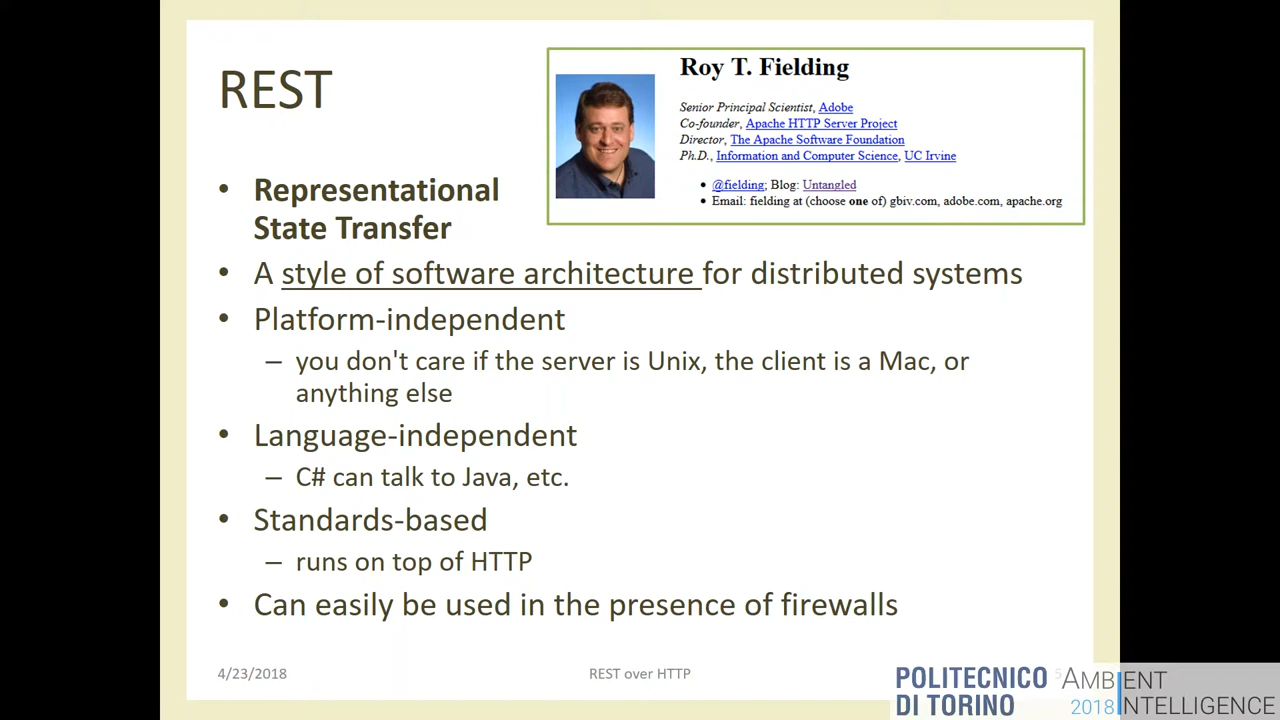 REST
Roy T. Fielding
Senior Principal Scientist, Adobe
Co-founder, Apache HTTP Server Project
Director, The Apache Software Foundation
Ph.D., Information and Computer Science, UC Irvine
• @fielding; Blog: Untangled
• Email: fielding at (choose one of) gbiv.com, adobe.com, apache.org
• Representational
State Transfer
• A style of software architecture for distributed systems
• Platform-independent
– you don't care if the server is Unix, the client is a Mac, or
anything else
• Language-independent
– C# can talk to Java, etc.
• Standards-based
– runs on top of HTTP
• Can easily be used in the presence of firewalls
4/23/2018
REST over HTTP
5
POLITECNICO
DI TORINO
AMBIENT
2018 INTELLIGENCE